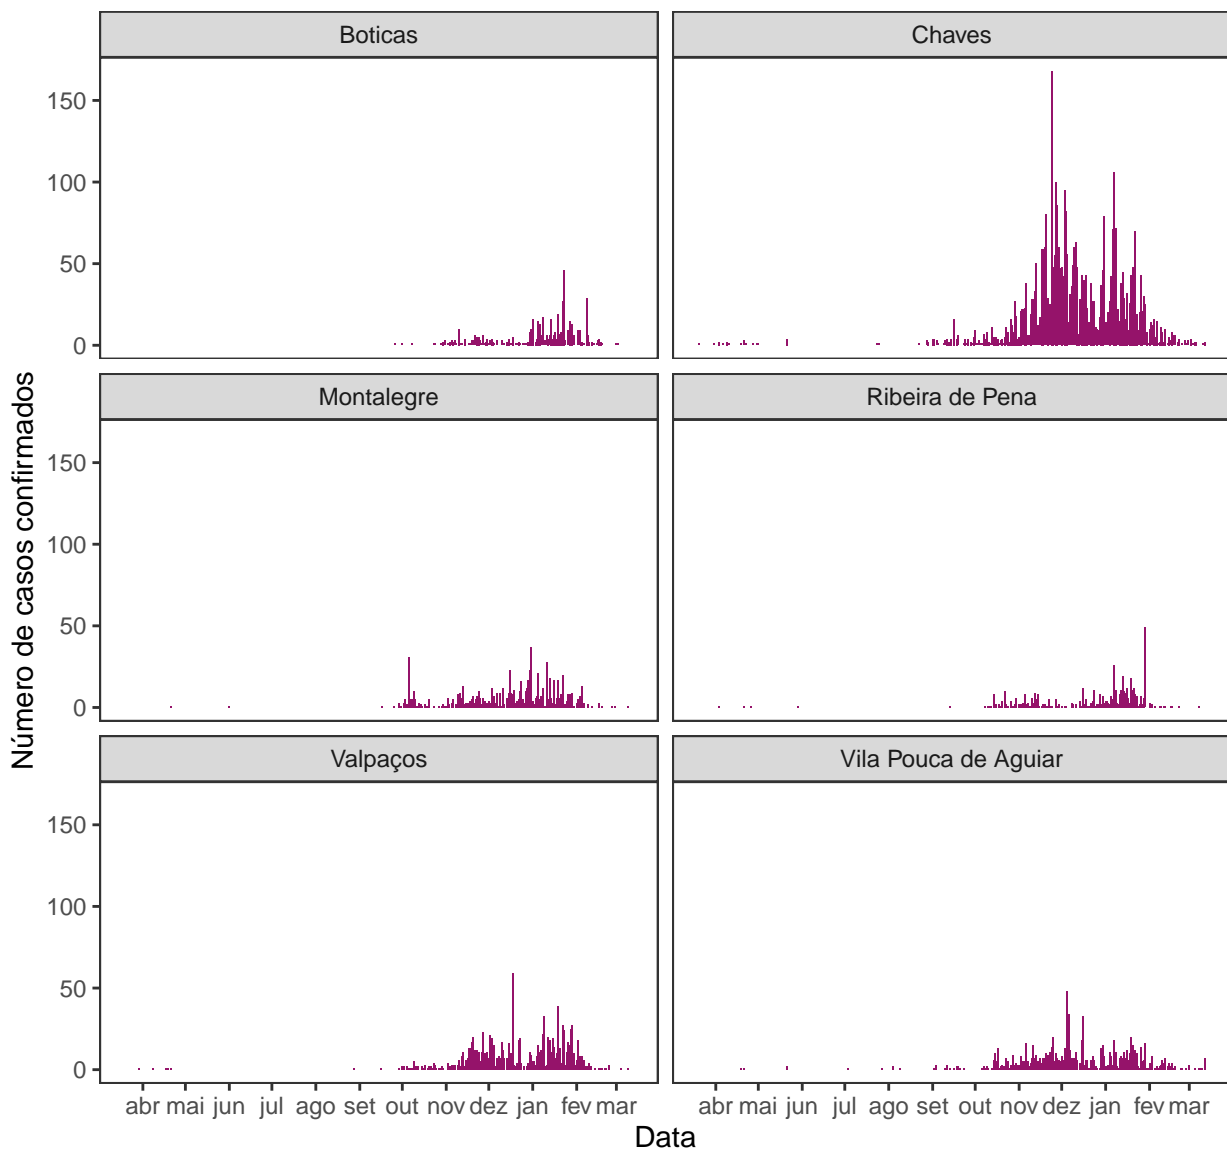 Boticas Chaves
150
100
50
0
Montalegre Ribeira de Pena
150
100
50
0
Valpaços Vila Pouca de Aguiar
150
100
50
0
abr mai jun jul ago set out nov dez jan fev mar abr mai jun jul ago set out nov dez jan fev mar
Data
Número de casos confirmados